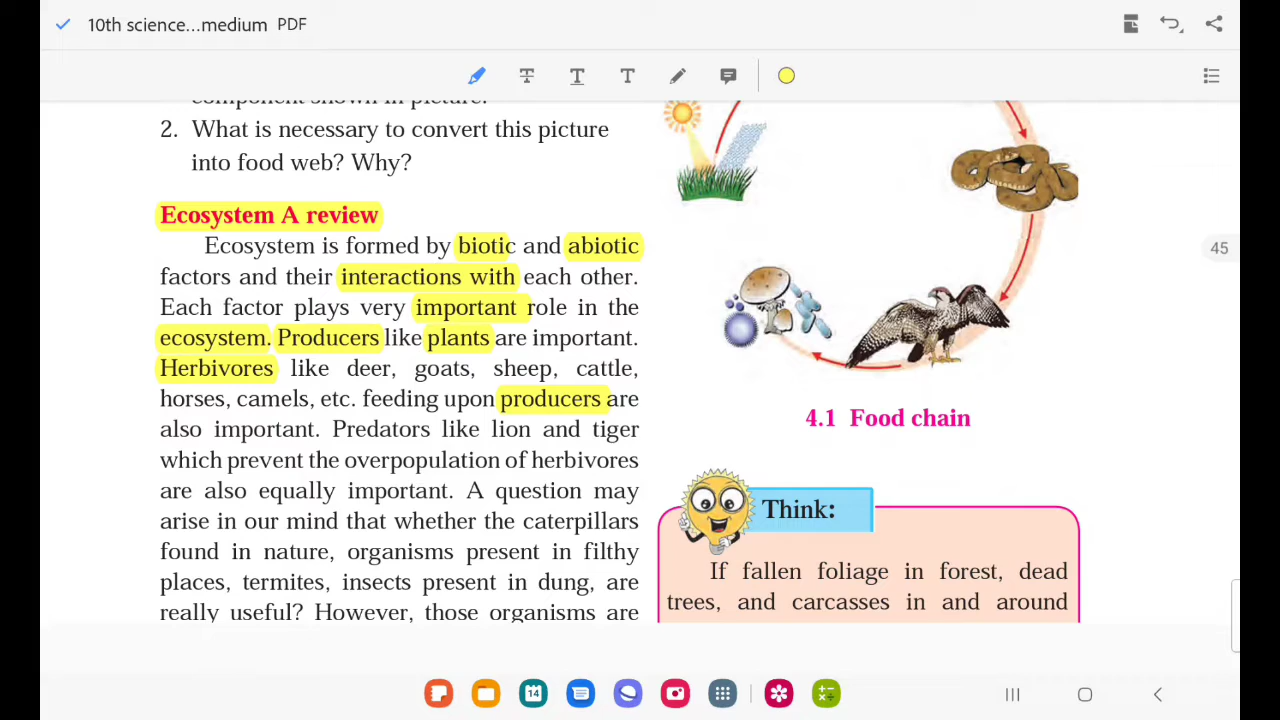 10th science...medium PDF
component shown in picture.
2. What is necessary to convert this picture
into food web? Why?
Ecosystem A review
Ecosystem is formed by biotic and abiotic
factors and their interactions with each other.
Each factor plays very important role in the
ecosystem. Producers like plants are important.
Herbivores like deer, goats, sheep, cattle,
horses, camels, etc. feeding upon producers are
also important. Predators like lion and tiger
which prevent the overpopulation of herbivores
are also equally important. A question may
arise in our mind that whether the caterpillars
found in nature, organisms present in filthy
places, termites, insects present in dung, are
really useful? However, those organisms are
45
4.1 Food chain
Think:
If fallen foliage in forest, dead
trees, and carcasses in and around
14